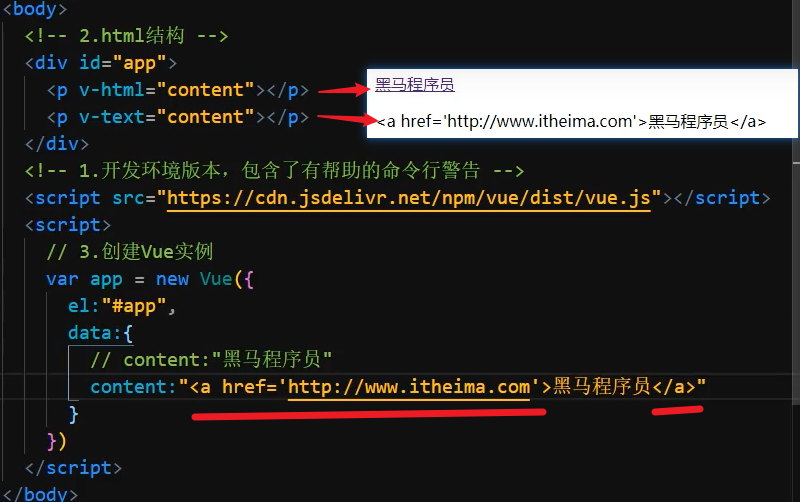 <body>
<!-- 2.html结构 -->
<div id="app">
<p v-html="content"></p>
黑马程序员
<p v-text="content"></p>
<a href='http://www.itheima.com'>黑马程序员</a>
</div>
<!-- 1.开发环境版本，包含了有帮助的命令行警告 -->
<script src="https://cdn.jsdelivr.net/npm/vue/dist/vue.js"></script>
<script>
// 3.创建Vue实例
var app = new Vue({
el:"#app",
data:{
// content:"黑马程序员"
content:"<a href='http://www.itheima.com'>黑马程序员</a>"
}
})
</script>
</body>